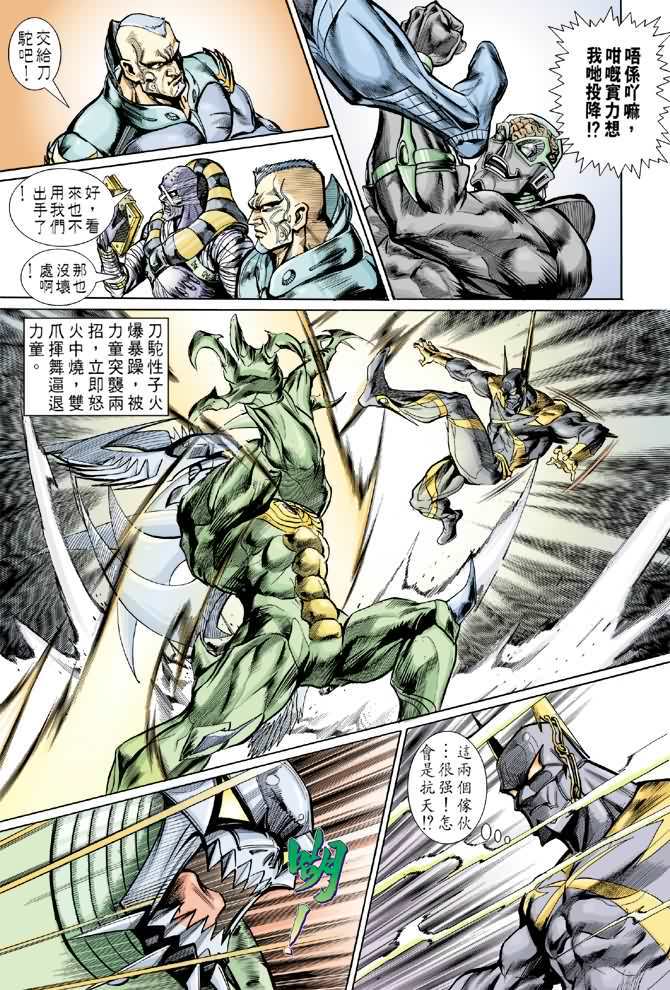 唔係吖嘛，
咁嘅實力想
我哋投降!?
交給刀
駝吧！
好，看
來也不
用我們
出手了
！
那也
沒壞
處啊
！
刀駝性子火
爆暴躁，被
力童突襲兩
招，立即怒
火中燒，雙
爪揮舞逼退
力童。
這兩個傢伙
…很强！怎
會是抗天!?